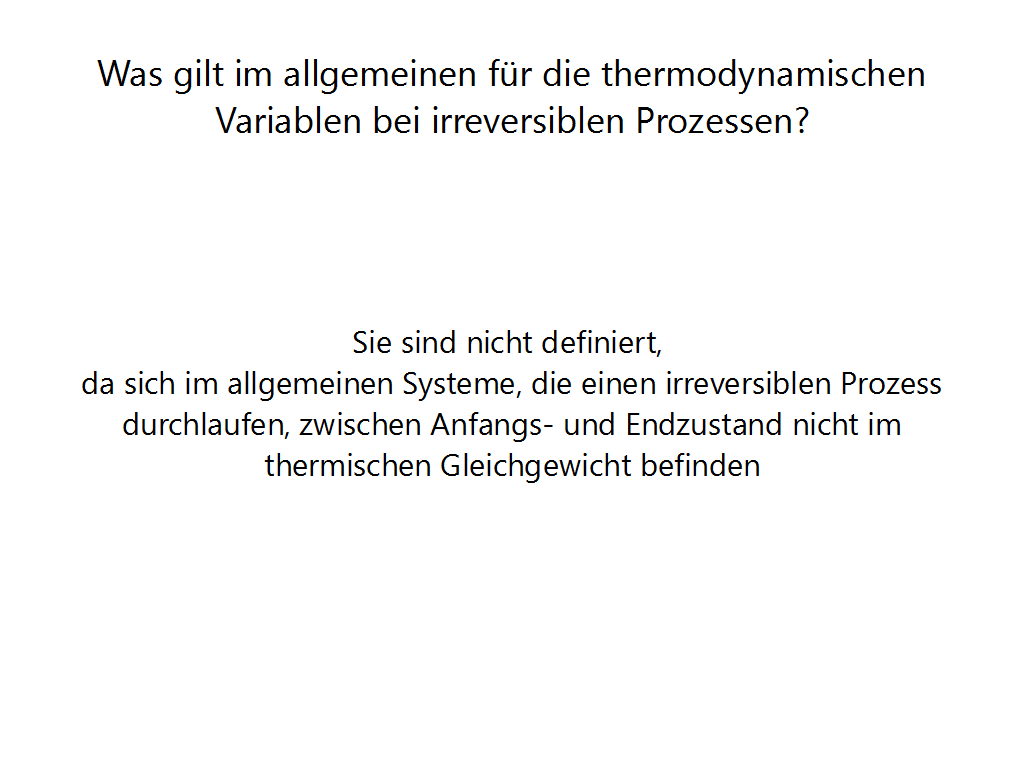 Was gilt im allgemeinen für die thermodynamischen
Variablen bei irreversiblen Prozessen?
Sie sind nicht definiert,
da sich im allgemeinen Systeme, die einen irreversiblen Prozess
durchlaufen, zwischen Anfangs- und Endzustand nicht im
thermischen Gleichgewicht befinden